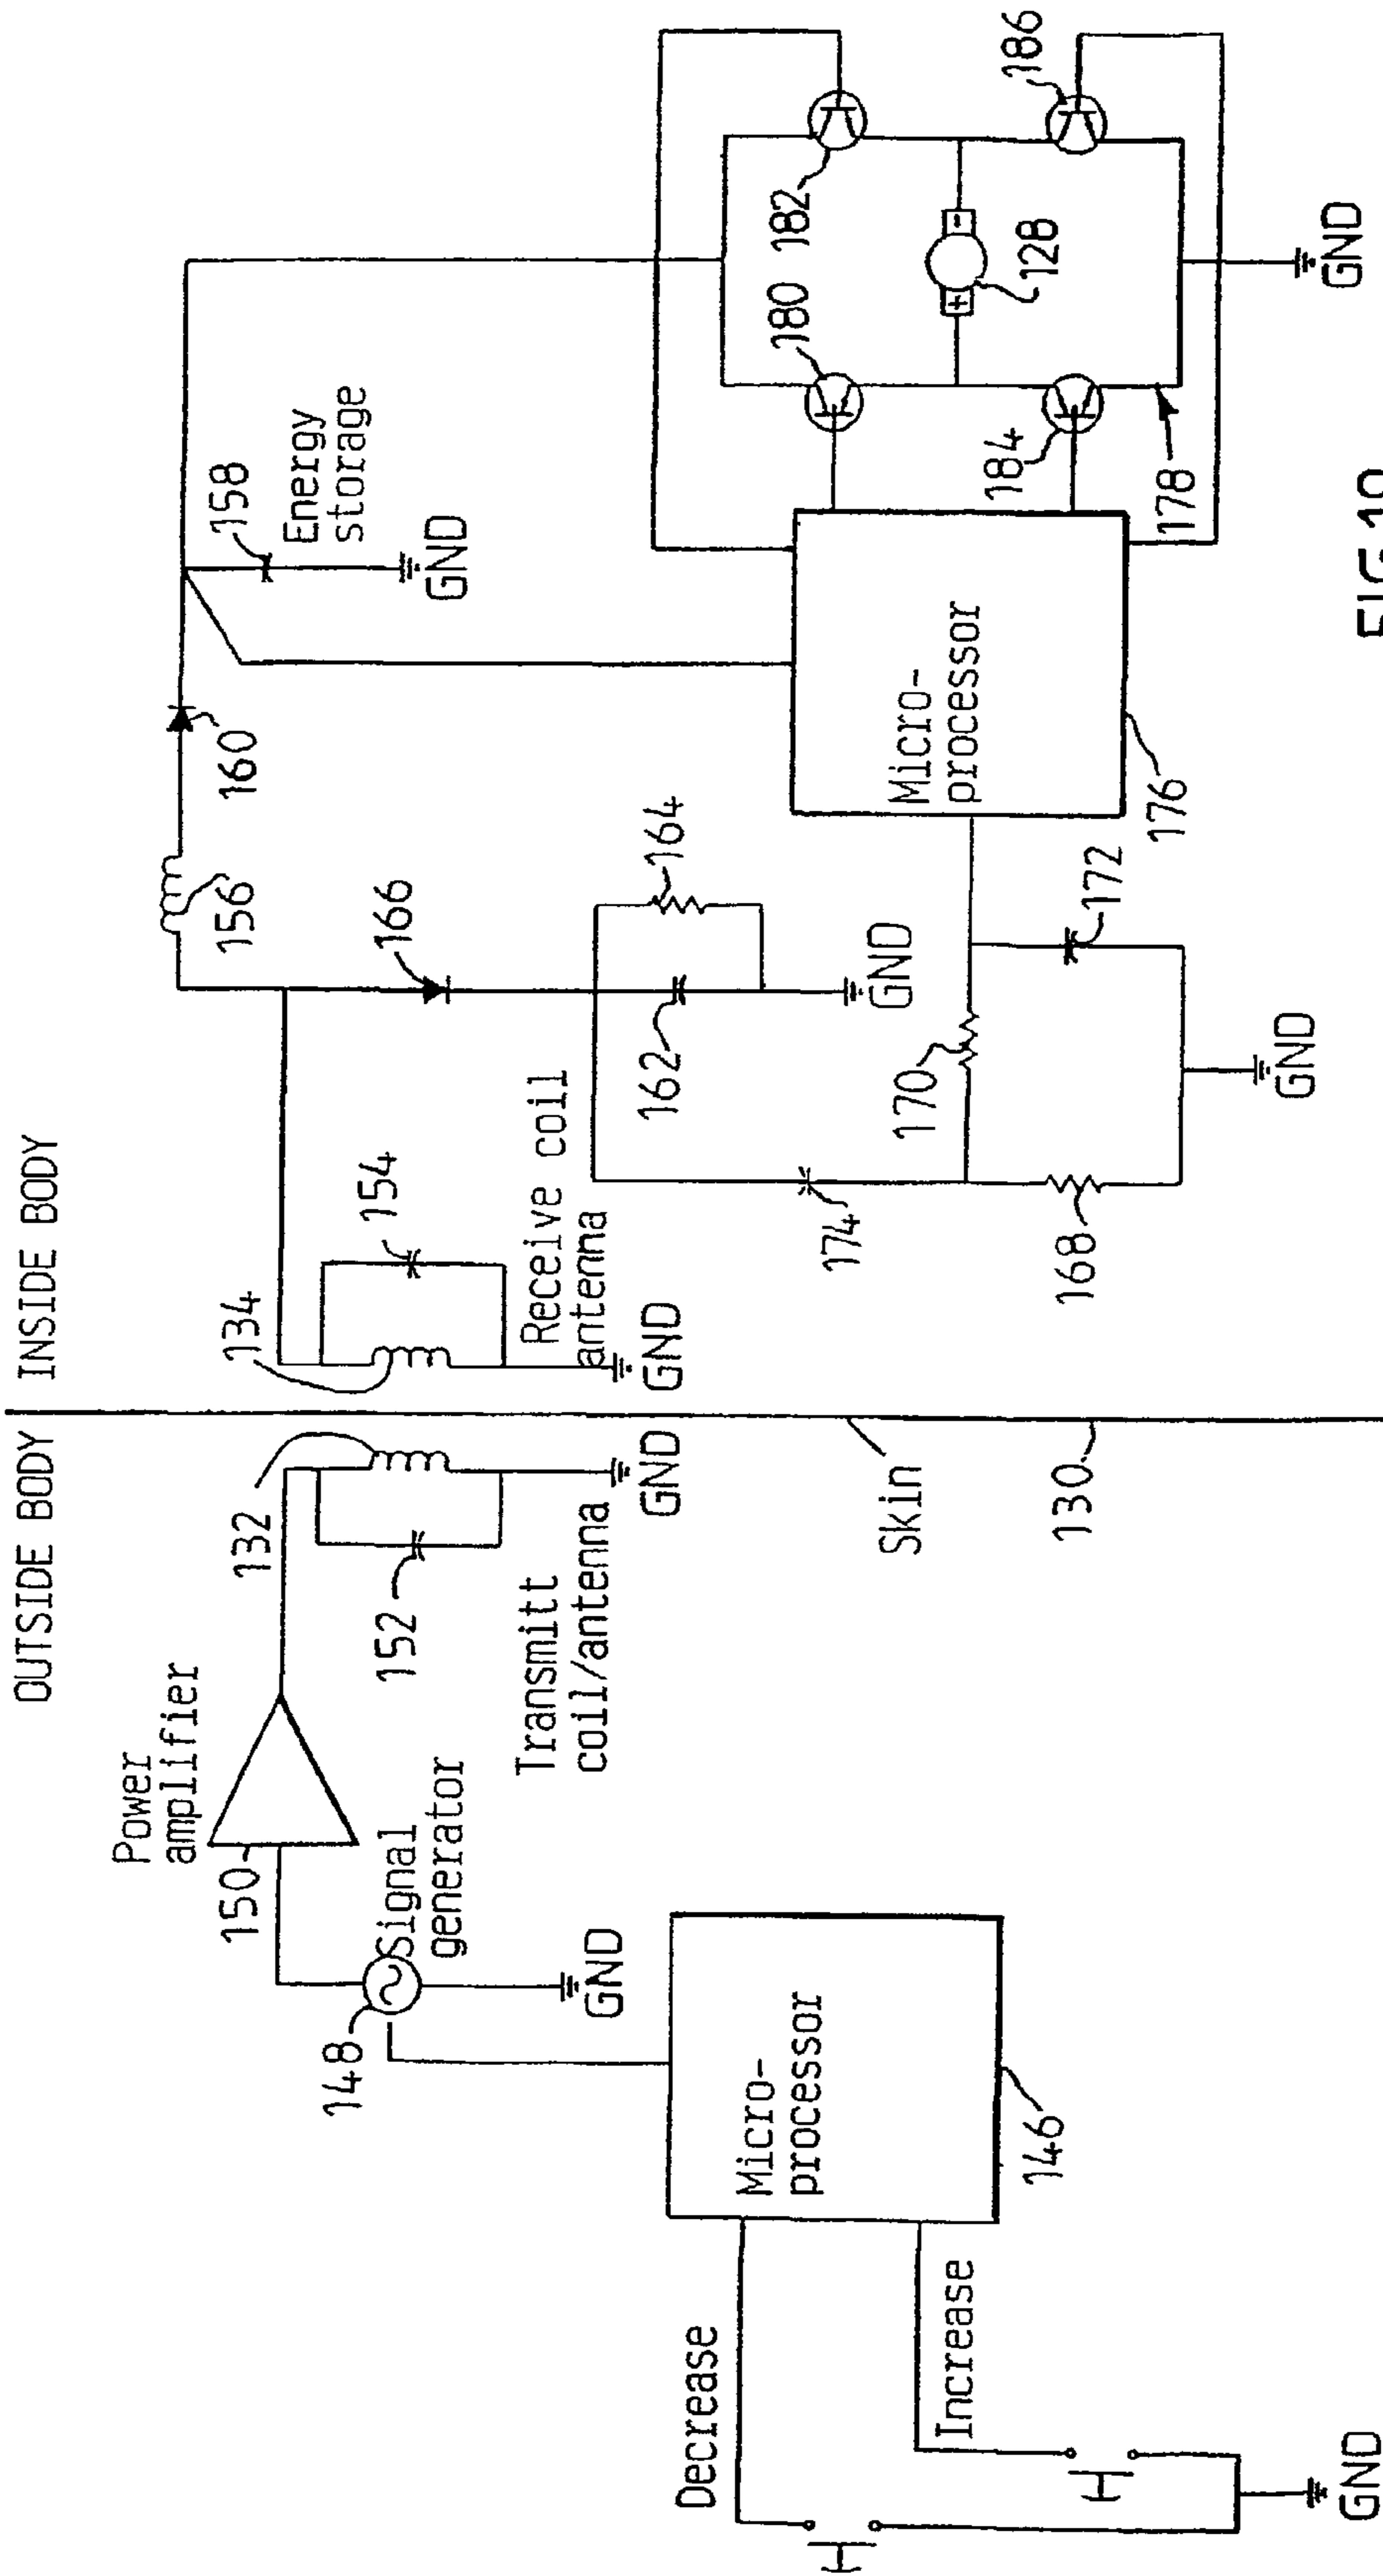 OUTSIDE BODY
INSIDE BODY
Power
amplifier
150
Signal
generator
148
GND
132
152
Transmitt
coil/antenna
GND
Micro-
processor
146
Decrease
Increase
GND
Skin
130
134
154
Receive coil
antenna
GND
156
160
158
Energy
storage
GND
166
164
162
GND
174
170
172
168
GND
Micro-
processor
176
180
182
128
+
-
184
186
178
GND